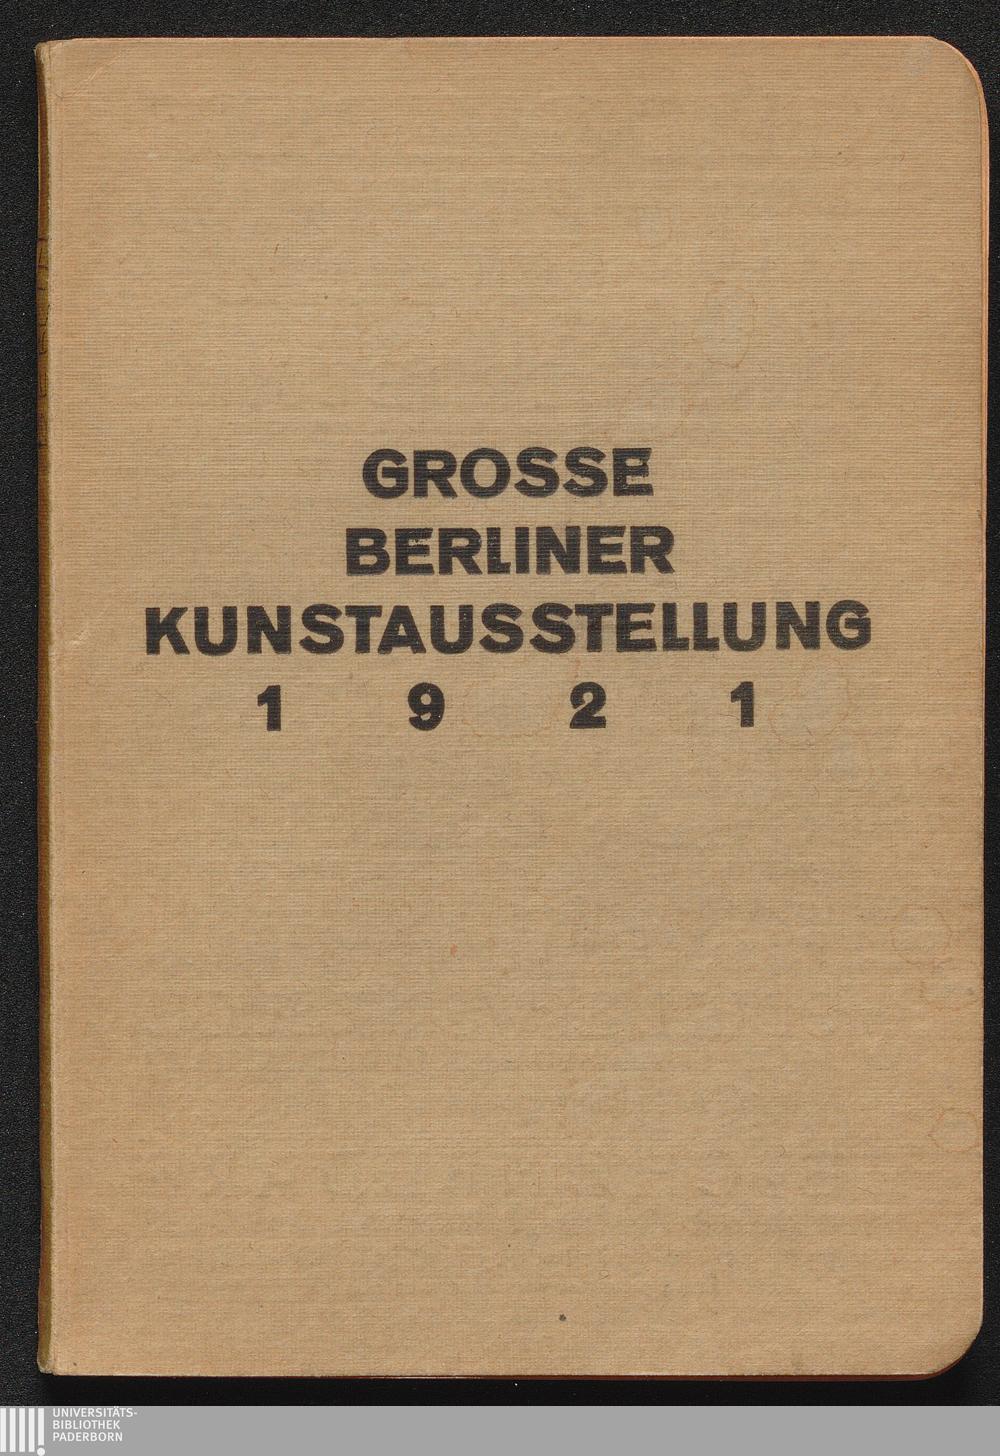 GROSSE
BERLINER
KUNSTAUSSTELLUNG
1 9 2 1
UNIVERSITÄTS-
BIBLIOTHEK
PADERBORN